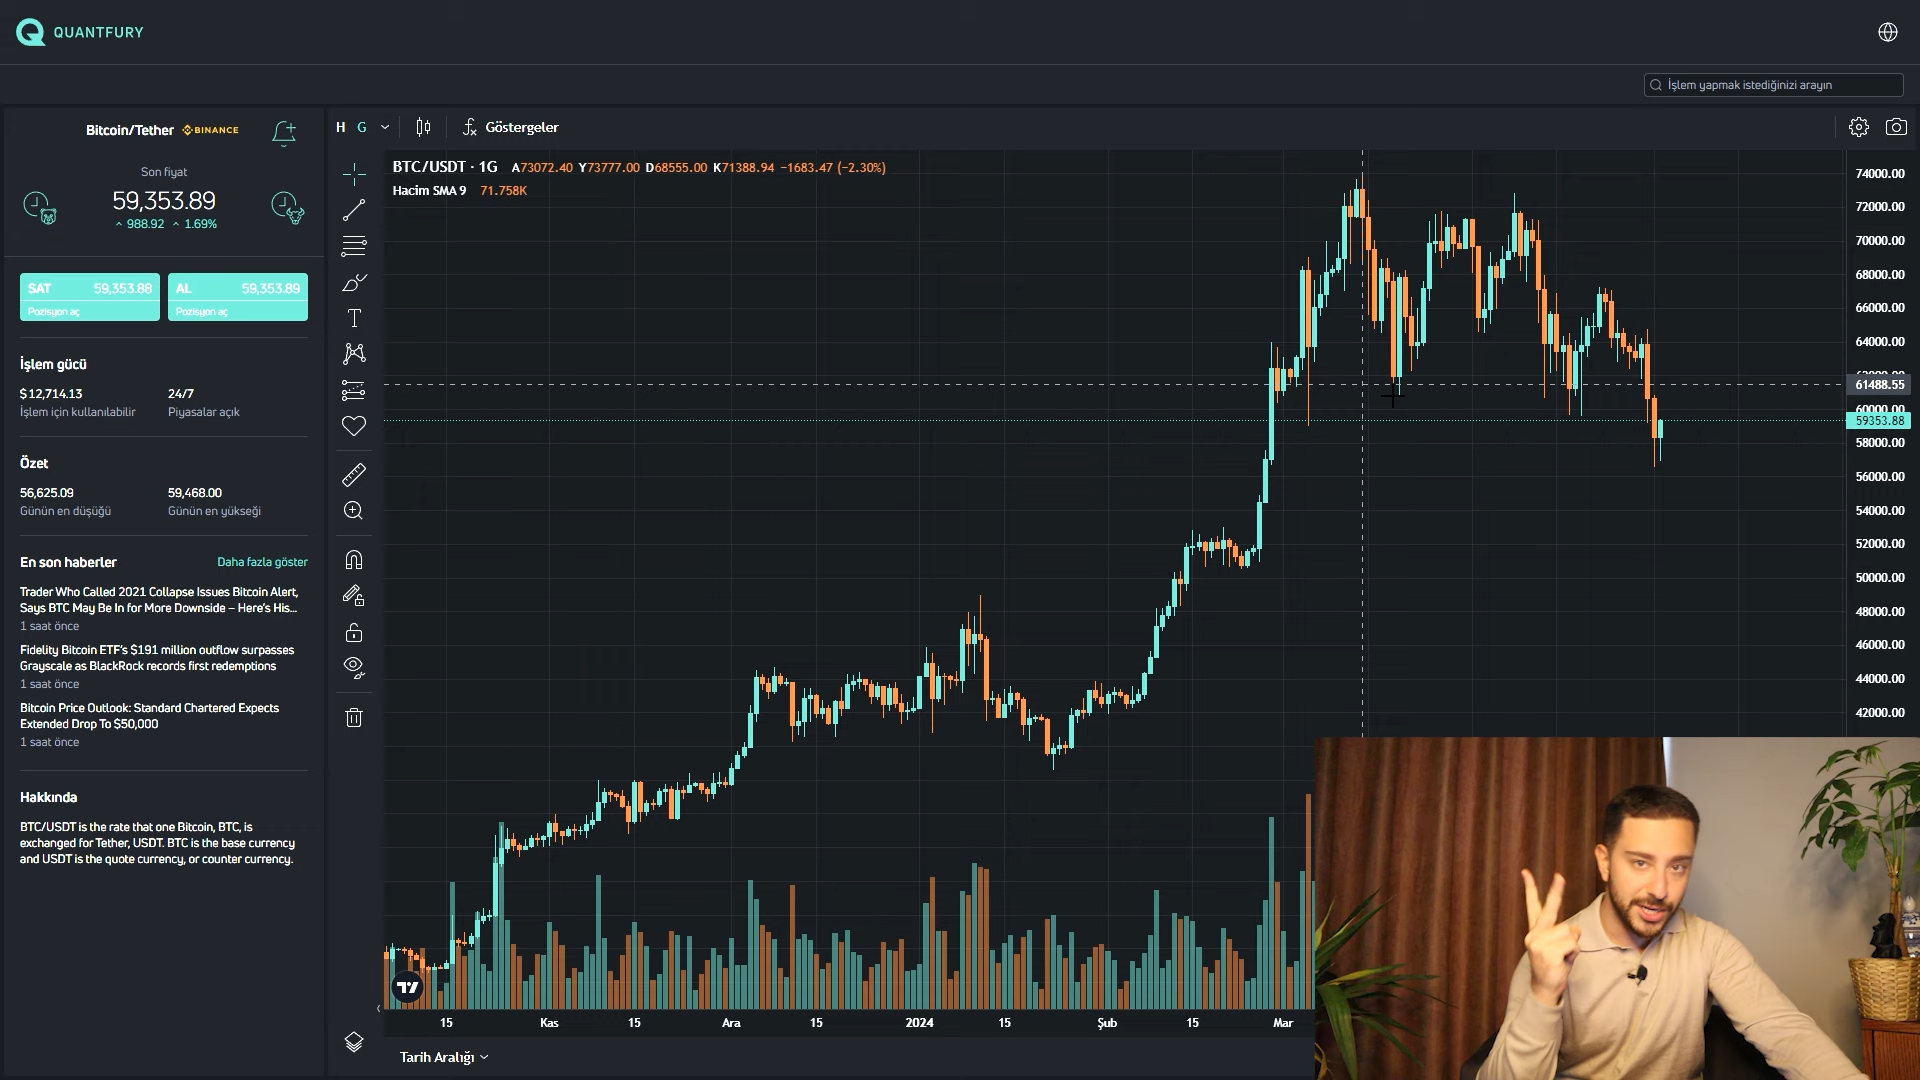 QUANTFURY
İşlem yapmak istediğinizi arayın
Bitcoin/Tether BINANCE
Son fiyat
59,353.89
988.92 1.69%
SAT 59,353.88
Pozisyon aç
AL 59,353.89
Pozisyon aç
İşlem gücü
$12,714.13
İşlem için kullanılabilir
24/7
Piyasalar açık
Özet
56,625.09
Günün en düşüğü
59,468.00
Günün en yükseği
En son haberler Daha fazla göster
Trader Who Called 2021 Collapse Issues Bitcoin Alert,
Says BTC May Be In for More Downside – Here's His...
1 saat önce
Fidelity Bitcoin ETF's $191 million outflow surpasses
Grayscale as BlackRock records first redemptions
1 saat önce
Bitcoin Price Outlook: Standard Chartered Expects
Extended Drop To $50,000
1 saat önce
Hakkında
BTC/USDT is the rate that one Bitcoin, BTC, is
exchanged for Tether, USDT. BTC is the base currency
and USDT is the quote currency, or counter currency.
H G Göstergeler
BTC/USDT · 1G A73072.40 Y73777.00 D68555.00 K71388.94 −1683.47 (−2.30%)
Hacim SMA 9 71.758K
74000.00
72000.00
70000.00
68000.00
66000.00
64000.00
61488.55
60000.00
59353.88
58000.00
56000.00
54000.00
52000.00
50000.00
48000.00
46000.00
44000.00
42000.00
15 Kas 15 Ara 15 2024 15 Şub 15 Mar
Tarih Aralığı